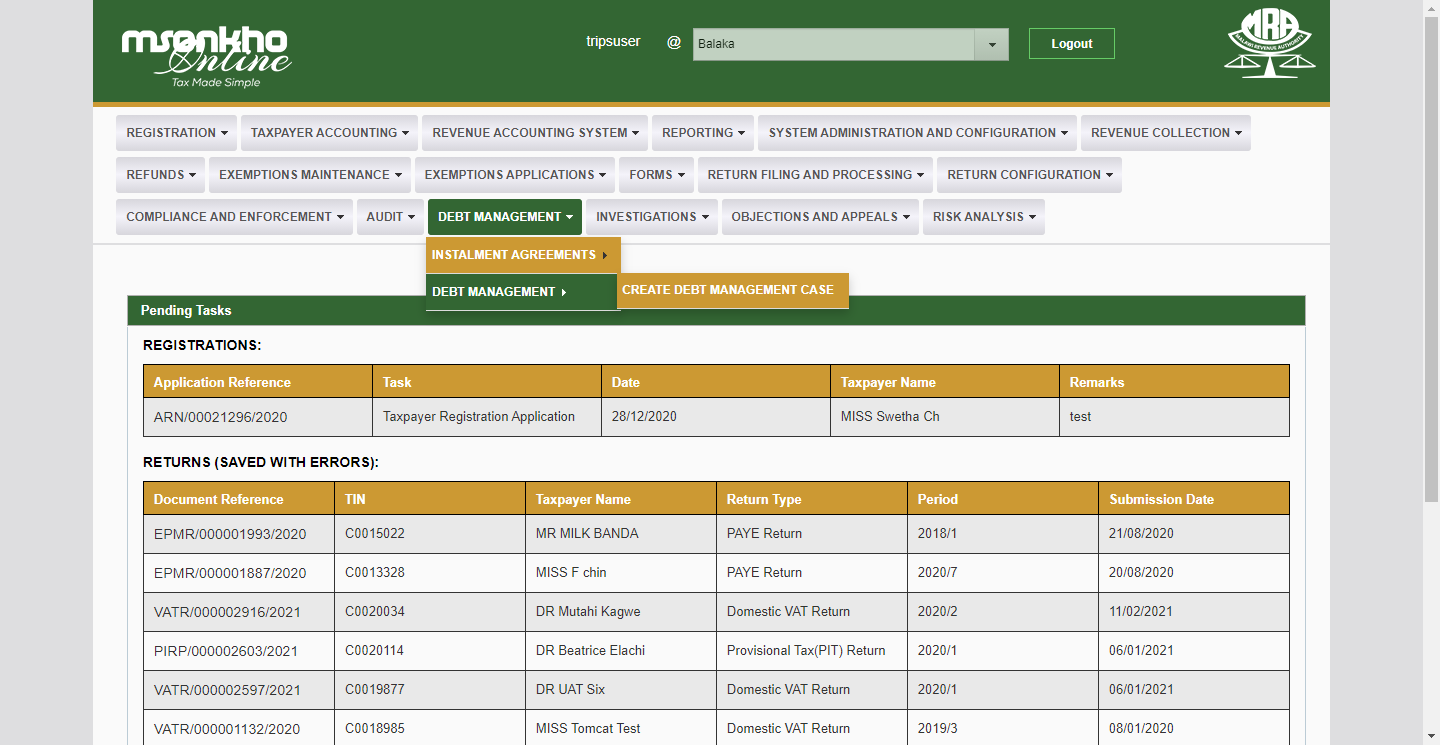 msonkho
Online
Tax Made Simple
tripsuser @ Balaka Logout
MRA
MALAWI REVENUE AUTHORITY
REGISTRATION TAXPAYER ACCOUNTING REVENUE ACCOUNTING SYSTEM REPORTING SYSTEM ADMINISTRATION AND CONFIGURATION REVENUE COLLECTION
REFUNDS EXEMPTIONS MAINTENANCE EXEMPTIONS APPLICATIONS FORMS RETURN FILING AND PROCESSING RETURN CONFIGURATION
COMPLIANCE AND ENFORCEMENT AUDIT DEBT MANAGEMENT INVESTIGATIONS OBJECTIONS AND APPEALS RISK ANALYSIS
INSTALMENT AGREEMENTS
DEBT MANAGEMENT CREATE DEBT MANAGEMENT CASE
Pending Tasks
REGISTRATIONS:
Application Reference Task Date Taxpayer Name Remarks
ARN/00021296/2020 Taxpayer Registration Application 28/12/2020 MISS Swetha Ch test
RETURNS (SAVED WITH ERRORS):
Document Reference TIN Taxpayer Name Return Type Period Submission Date
EPMR/000001993/2020 C0015022 MR MILK BANDA PAYE Return 2018/1 21/08/2020
EPMR/000001887/2020 C0013328 MISS F chin PAYE Return 2020/7 20/08/2020
VATR/000002916/2021 C0020034 DR Mutahi Kagwe Domestic VAT Return 2020/2 11/02/2021
PIRP/000002603/2021 C0020114 DR Beatrice Elachi Provisional Tax(PIT) Return 2020/1 06/01/2021
VATR/000002597/2021 C0019877 DR UAT Six Domestic VAT Return 2020/1 06/01/2021
VATR/000001132/2020 C0018985 MISS Tomcat Test Domestic VAT Return 2019/3 08/01/2020